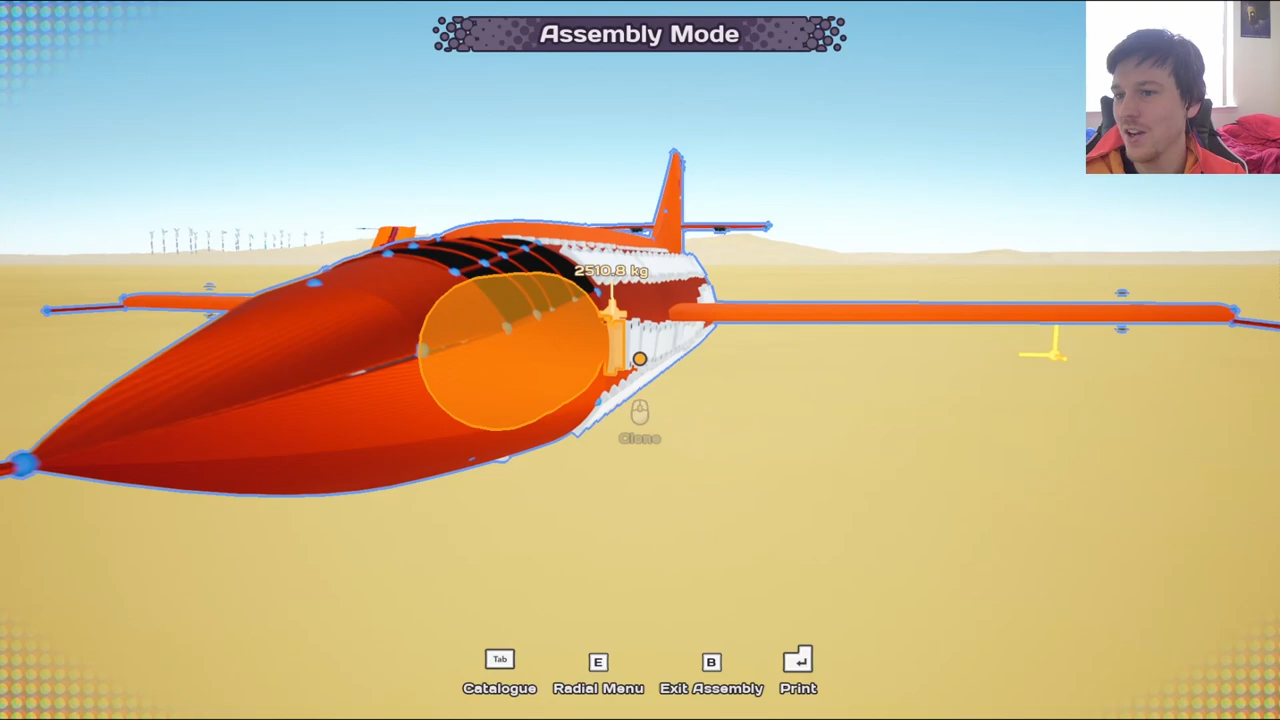 Assembly Mode
2510.8 kg
Clone
Tab
E
B
Catalogue
Radial Menu
Exit Assembly
Print